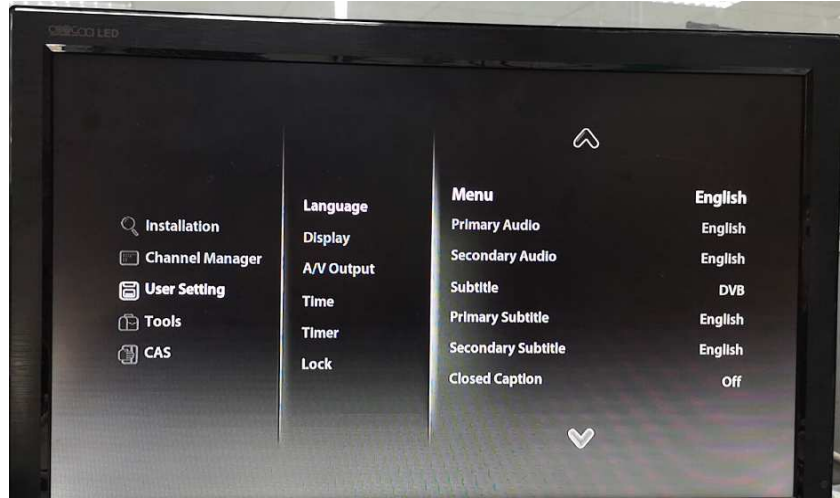 LED
Installation
Channel Manager
User Setting
Tools
CAS
Language
Display
A/V Output
Time
Timer
Lock
Menu English
Primary Audio English
Secondary Audio English
Subtitle DVB
Primary Subtitle English
Secondary Subtitle English
Closed Caption Off